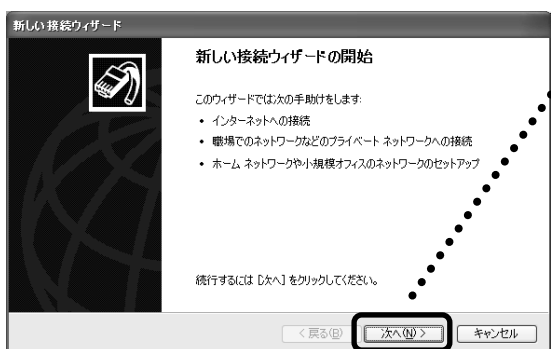 新しい接続ウィザード
新しい接続ウィザードの開始
このウィザードでは次の手助けをします:
• インターネットへの接続
• 職場でのネットワークなどのプライベート ネットワークへの接続
• ホーム ネットワークや小規模オフィスのネットワークのセットアップ
続行するには [次へ] をクリックしてください。
< 戻る(B)
次へ(N) >
キャンセル